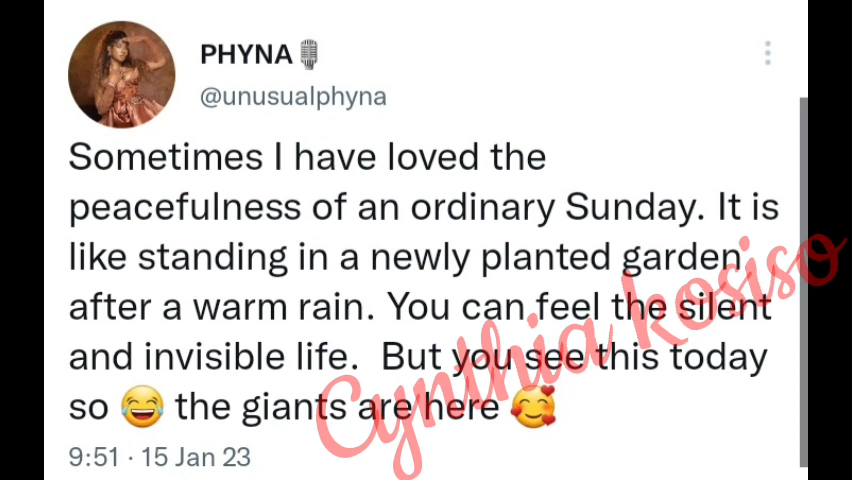 PHYNA🎙
@unusualphyna
Sometimes I have loved the
peacefulness of an ordinary Sunday. It is
like standing in a newly planted garden
after a warm rain. You can feel the silent
and invisible life.  But you see this today
so 😂 the giants are here 🥰
9:51 · 15 Jan 23
Cynthia kosiso